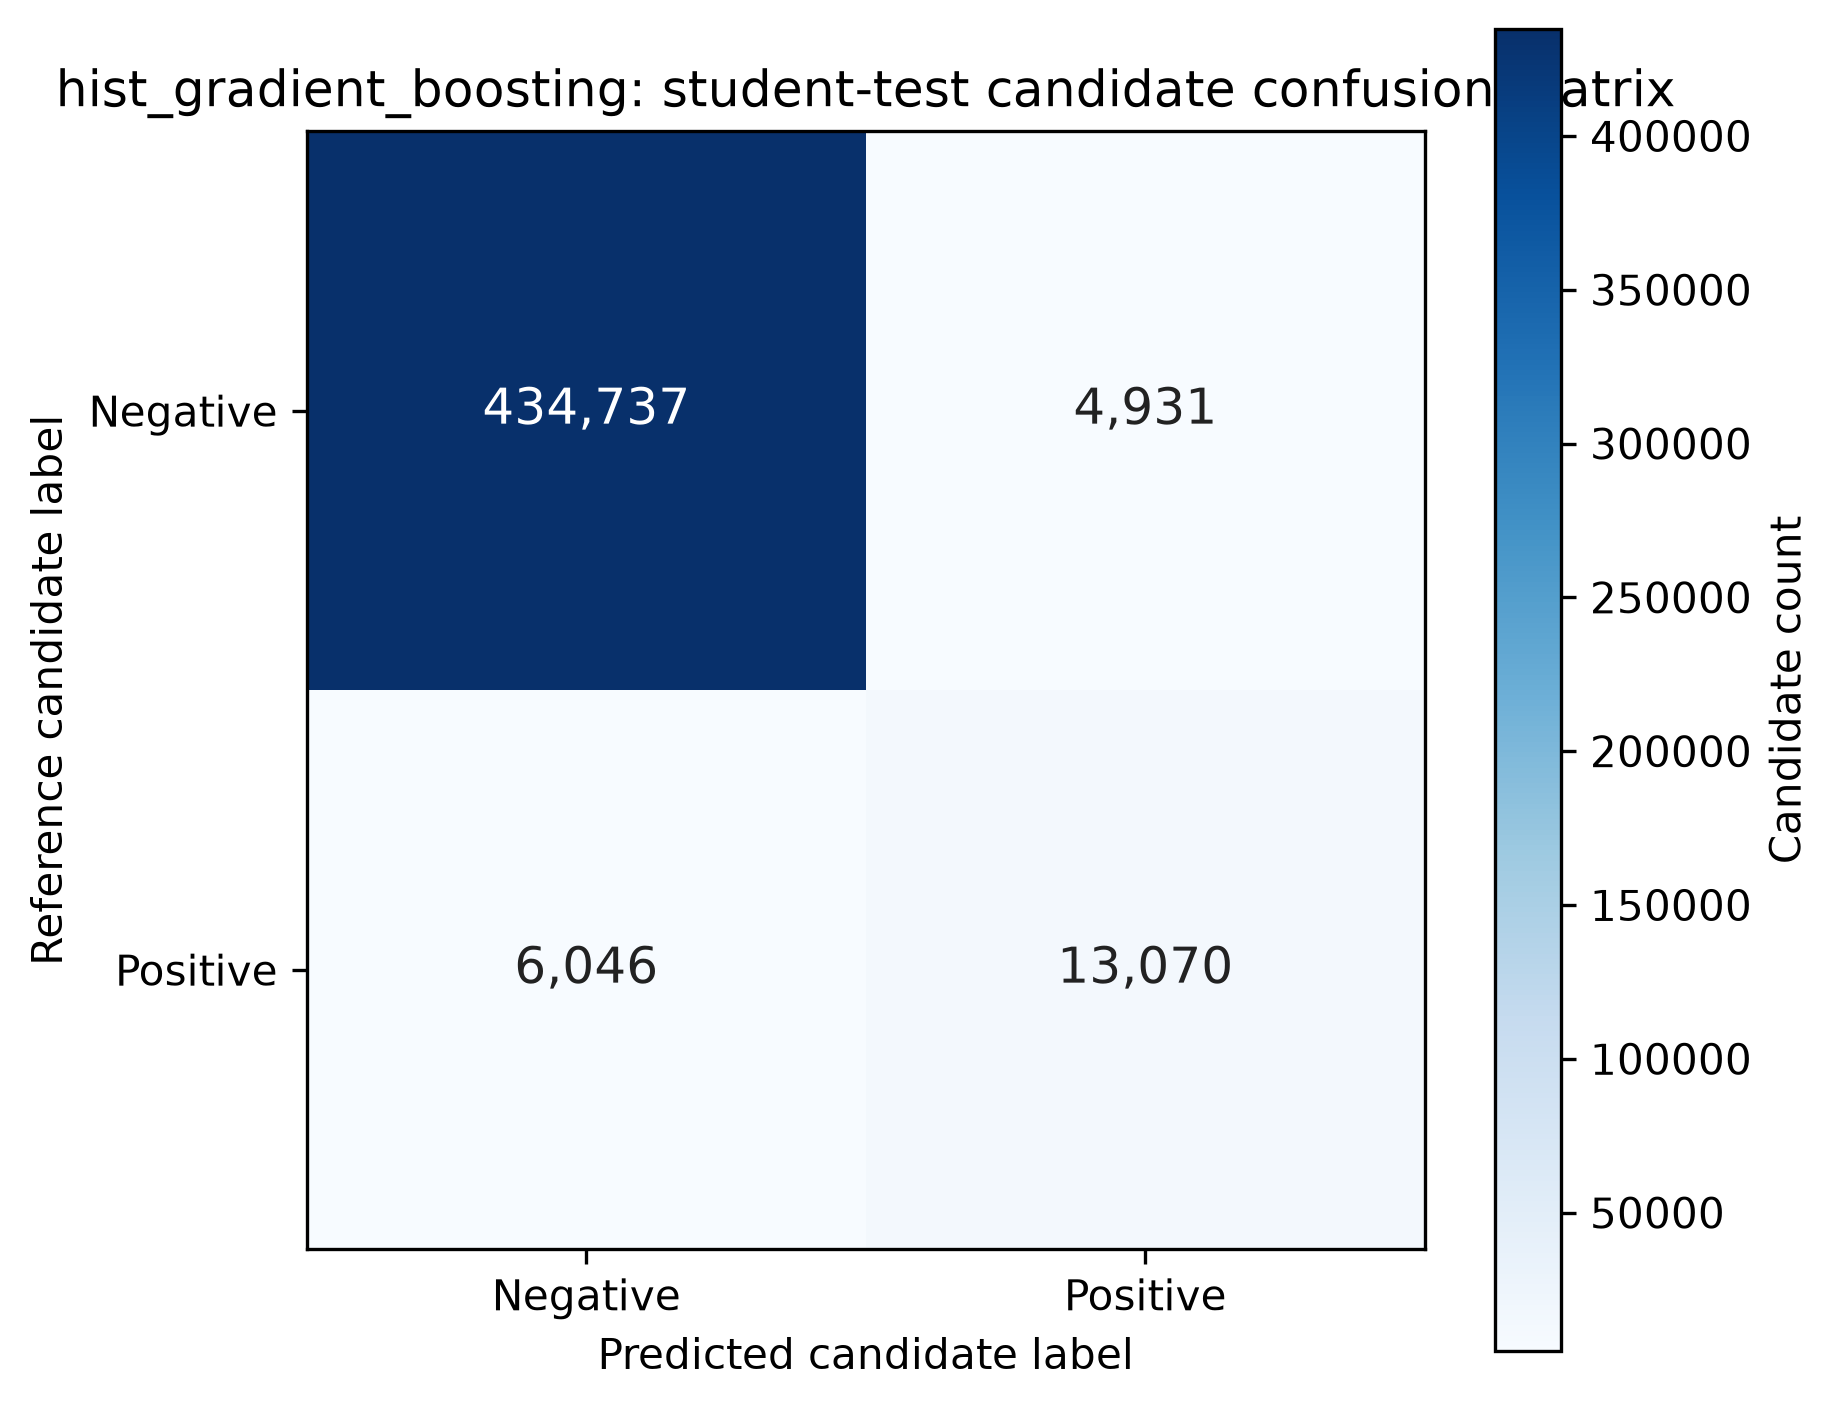 hist_gradient_boosting: student-test candidate confusion atrix
400000
350000
300000
250000
200000
150000
100000
50000
Candidate count
Reference candidate label
Negative
434,737
4,931
Positive
6,046
13,070
Negative
Positive
Predicted candidate label